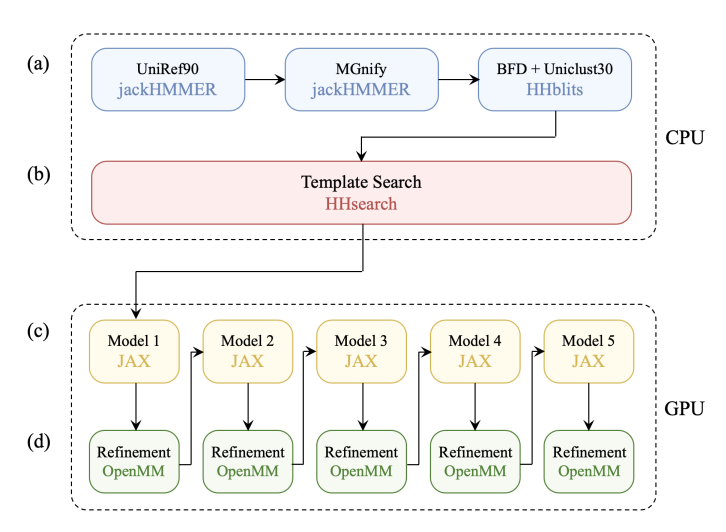 (a)
UniRef90
jackHMMER
MGnify
jackHMMER
BFD + Uniclust30
HHblits
CPU
(b)
Template Search
HHsearch
(c)
Model 1
JAX
Model 2
JAX
Model 3
JAX
Model 4
JAX
Model 5
JAX
GPU
(d)
Refinement
OpenMM
Refinement
OpenMM
Refinement
OpenMM
Refinement
OpenMM
Refinement
OpenMM